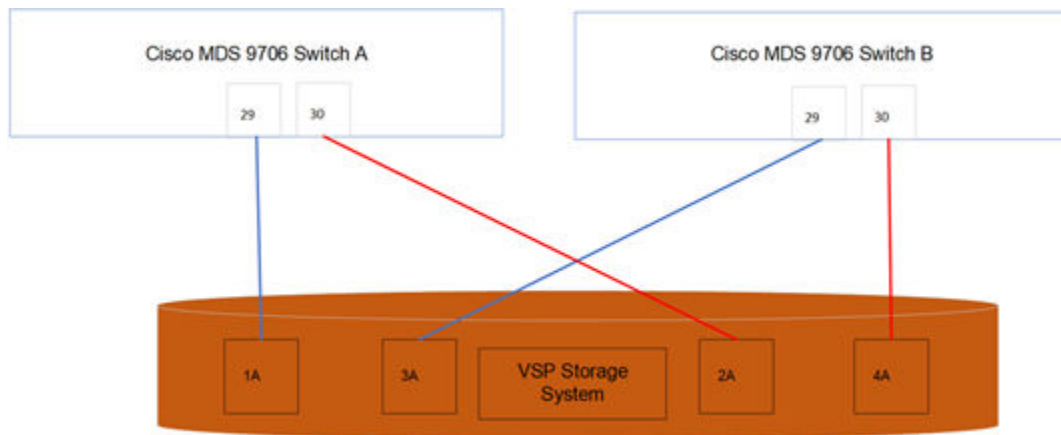 Cisco MDS 9706 Switch A
Cisco MDS 9706 Switch B
29
30
29
30
1A
3A
VSP Storage
System
2A
4A